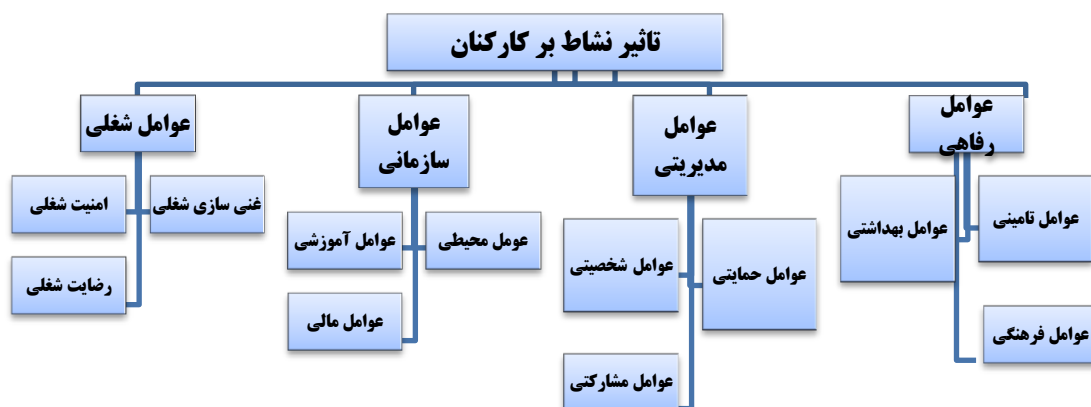 تاثیر نشاط بر کارکنان
عوامل
رفاهی
عوامل
مدیریتی
عوامل
سازمانی
عوامل شغلی
عوامل تامینی
عوامل بهداشتی
عوامل فرهنگی
عوامل حمایتی
عوامل شخصیتی
عوامل مشارکتی
عومل محیطی
عوامل آموزشی
عوامل مالی
غنی سازی شغلی
امنیت شغلی
رضایت شغلی